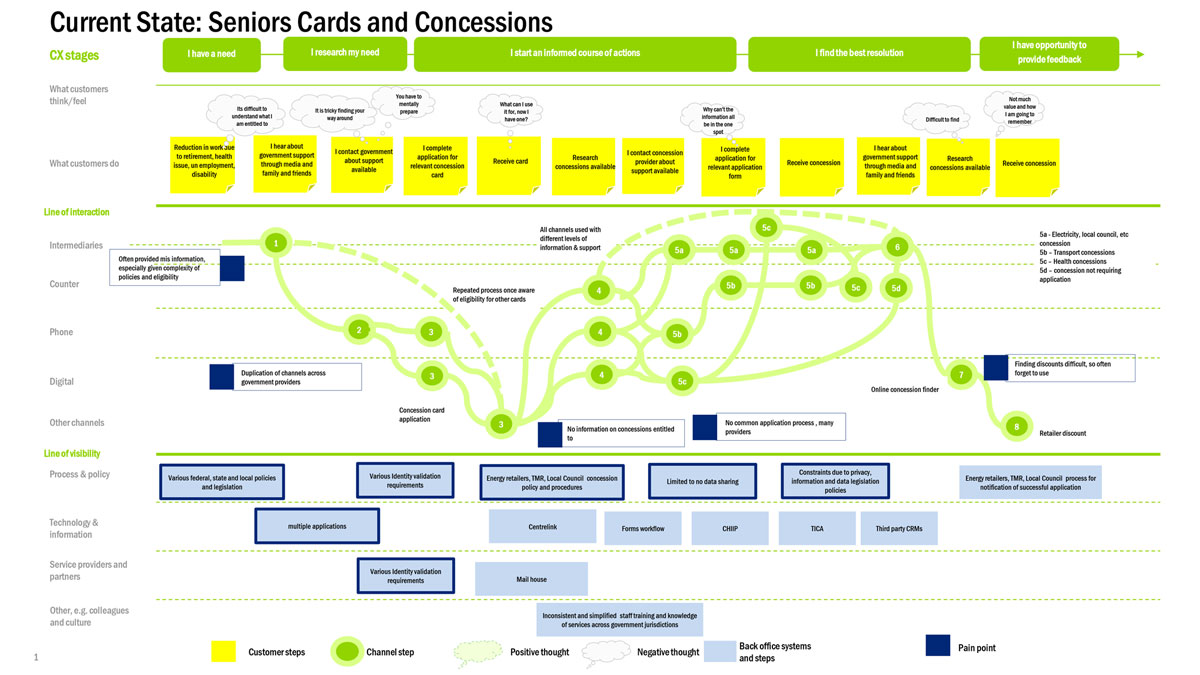 Current State: Seniors Cards and Concessions
CX stages
I have a need
I research my need
I start an informed course of actions
I find the best resolution
I have opportunity to
provide feedback
What customers
think/feel
Its difficult to
understand what I
am entitled to
It is tricky finding your
way around
You have to
mentally
prepare
What can I use
it for, now I
have one?
Why can't the
information all
be in the one
spot
Difficult to find
Not much
value and how
I am going to
remember
What customers do
Reduction in work due
to retirement, health
issue, un employment,
disability
I hear about
government support
through media and
family and friends
I contact government
about support
available
I complete
application for
relevant concession
card
Receive card
Research
concessions available
I contact concession
provider about
support available
I complete
application for
relevant application
form
Receive concession
I hear about
government support
through media and
family and friends
Research
concessions available
Receive concession
Line of interaction
Intermediaries
Counter
Phone
Digital
Other channels
Often provided mis information,
especially given complexity of
policies and eligibility
Duplication of channels across
government providers
1
2
3
3
3
Concession card
application
All channels used with
different levels of
information & support
Repeated process once aware
of eligibility for other cards
4
4
4
5a
5a
5a
5b
5b
5b
5c
5c
5c
5d
6
7
8
5a - Electricity, local council, etc
concession
5b – Transport concessions
5c – Health concessions
5d – concession not requiring
application
Finding discounts difficult, so often
forget to use
Online concession finder
Retailer discount
No information on concessions entitled
to
No common application process , many
providers
Line of visibility
Process & policy
Various federal, state and local policies
and legislation
Various Identity validation
requirements
Energy retailers, TMR, Local Council concession
policy and procedures
Limited to no data sharing
Constraints due to privacy,
information and data legislation
policies
Energy retailers, TMR, Local Council process for
notification of successful application
Technology &
information
multiple applications
Centrelink
Forms workflow
CHIIP
TICA
Third party CRMs
Service providers and
partners
Various Identity validation
requirements
Mail house
Other, e.g. colleagues
and culture
Inconsistent and simplified staff training and knowledge
of services across government jurisdictions
1
Customer steps
Channel step
Positive thought
Negative thought
Back office systems
and steps
Pain point